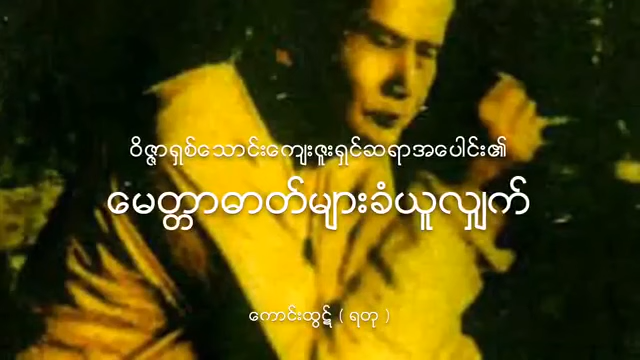 ဝိဇ္ဇာရှစ်သောင်းကျေးဇူးရှင်ဆရာအပေါင်း၏
မေတ္တာဓာတ်များခံယူလျှက်
ကောင်းထွဋ် ( ရတု )